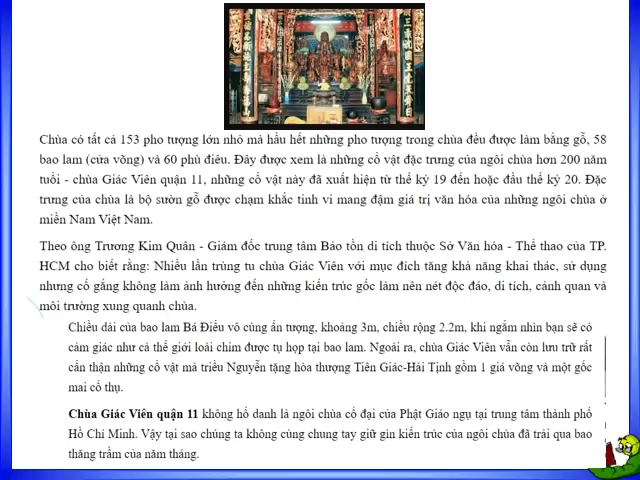 Chùa có tất cả 153 pho tượng lớn nhỏ mà hầu hết những pho tượng trong chùa đều được làm bằng gỗ, 58
bao lam (cửa võng) và 60 phù điêu. Đây được xem là những cổ vật đặc trưng của ngôi chùa hơn 200 năm
tuổi - chùa Giác Viên quận 11, những cổ vật này đã xuất hiện từ thế kỷ 19 đến hoặc đầu thế kỷ 20. Đặc
trưng của chùa là bộ sườn gỗ được chạm khắc tinh vi mang đậm giá trị văn hóa của những ngôi chùa ở
miền Nam Việt Nam.
Theo ông Trương Kim Quân - Giám đốc trung tâm Bảo tồn di tích thuộc Sở Văn hóa - Thể thao của TP.
HCM cho biết rằng: Nhiều lần trùng tu chùa Giác Viên với mục đích tăng khả năng khai thác, sử dụng
nhưng cố gắng không làm ảnh hưởng đến những kiến trúc gốc làm nên nét độc đáo, di tích, cảnh quan và
môi trường xung quanh chùa.
Chiều dài của bao lam Bá Điểu vô cùng ấn tượng, khoảng 3m, chiều rộng 2.2m, khi ngắm nhìn bạn sẽ có
cảm giác như cả thế giới loài chim được tụ họp tại bao lam. Ngoài ra, chùa Giác Viên vẫn còn lưu trữ rất
cẩn thận những cổ vật mà triều Nguyễn tặng hòa thượng Tiên Giác-Hải Tịnh gồm 1 giá võng và một gốc
mai cổ thụ.
Chùa Giác Viên quận 11 không hổ danh là ngôi chùa cổ đại của Phật Giáo ngụ tại trung tâm thành phố
Hồ Chí Minh. Vậy tại sao chúng ta không cùng chung tay giữ gìn kiến trúc của ngôi chùa đã trải qua bao
thăng trầm của năm tháng.